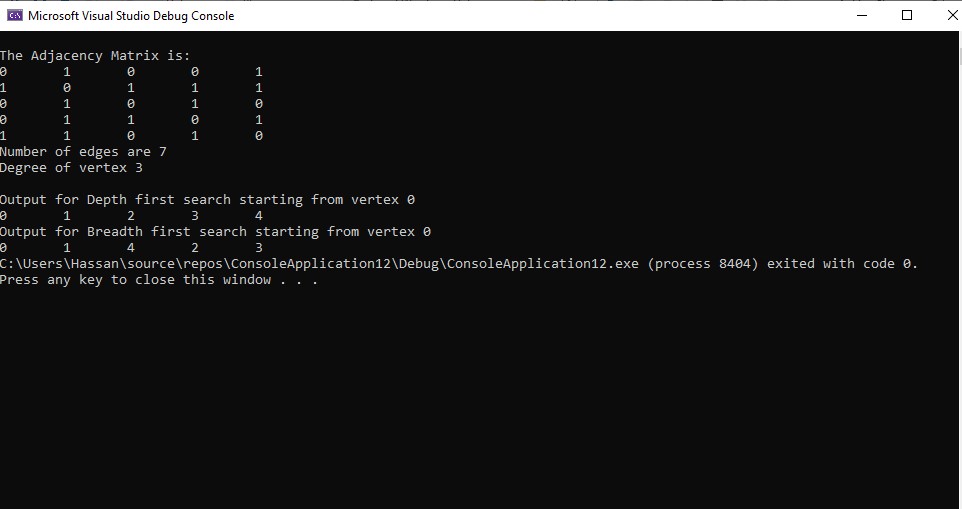 Microsoft Visual Studio Debug Console
The Adjacency Matrix is:
0 1 0 0 1
1 0 1 1 1
0 1 0 1 0
0 1 1 0 1
1 1 0 1 0
Number of edges are 7
Degree of vertex 3
Output for Depth first search starting from vertex 0
0 1 2 3 4
Output for Breadth first search starting from vertex 0
0 1 4 2 3
C:\Users\Hassan\source\repos\ConsoleApplication12\Debug\ConsoleApplication12.exe (process 8404) exited with code 0.
Press any key to close this window . . .